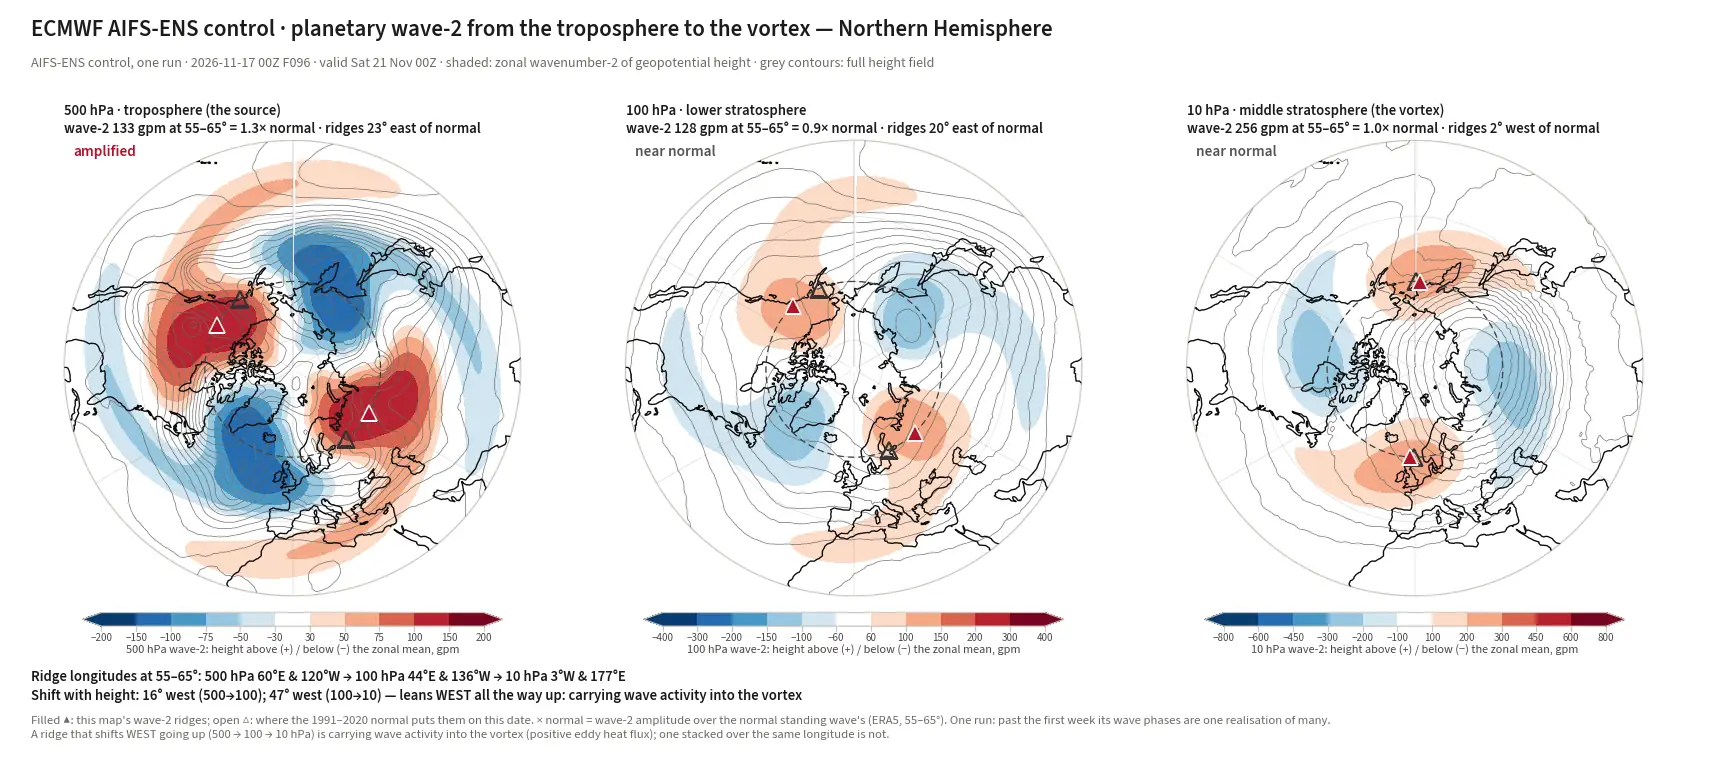 ECMWF AIFS-ENS control · planetary wave-2 from the troposphere to the vortex — Northern Hemisphere
AIFS-ENS control, one run · 2026-11-17 00Z F096 · valid Sat 21 Nov 00Z · shaded: zonal wavenumber-2 of geopotential height · grey contours: full height field
500 hPa · troposphere (the source)
wave-2 133 gpm at 55–65° = 1.3× normal · ridges 23° east of normal
amplified
100 hPa · lower stratosphere
wave-2 128 gpm at 55–65° = 0.9× normal · ridges 20° east of normal
near normal
10 hPa · middle stratosphere (the vortex)
wave-2 256 gpm at 55–65° = 1.0× normal · ridges 2° west of normal
near normal
−200 −150 −100 −75 −50 −30 30 50 75 100 150 200
500 hPa wave-2: height above (+) / below (−) the zonal mean, gpm
−400 −300 −200 −150 −100 −60 60 100 150 200 300 400
100 hPa wave-2: height above (+) / below (−) the zonal mean, gpm
−800 −600 −450 −300 −200 −100 100 200 300 450 600 800
10 hPa wave-2: height above (+) / below (−) the zonal mean, gpm
Ridge longitudes at 55–65°: 500 hPa 60°E & 120°W → 100 hPa 44°E & 136°W → 10 hPa 3°W & 177°E
Shift with height: 16° west (500→100); 47° west (100→10) — leans WEST all the way up: carrying wave activity into the vortex
Filled ▲: this map's wave-2 ridges; open △: where the 1991–2020 normal puts them on this date. × normal = wave-2 amplitude over the normal standing wave's (ERA5, 55–65°). One run: past the first week its wave phases are one realisation of many.
A ridge that shifts WEST going up (500 → 100 → 10 hPa) is carrying wave activity into the vortex (positive eddy heat flux); one stacked over the same longitude is not.